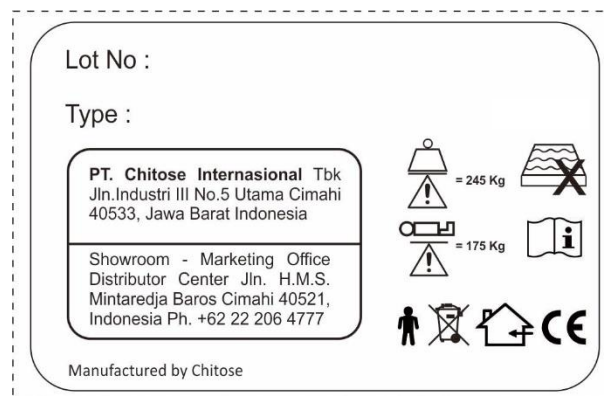 Lot No :
Type :
PT. Chitose Internasional Tbk
Jln.Industri III No.5 Utama Cimahi
40533, Jawa Barat Indonesia
Showroom - Marketing Office
Distributor Center Jln. H.M.S.
Mintaredja Baros Cimahi 40521,
Indonesia Ph. +62 22 206 4777
= 245 Kg
= 175 Kg
i
CE
Manufactured by Chitose